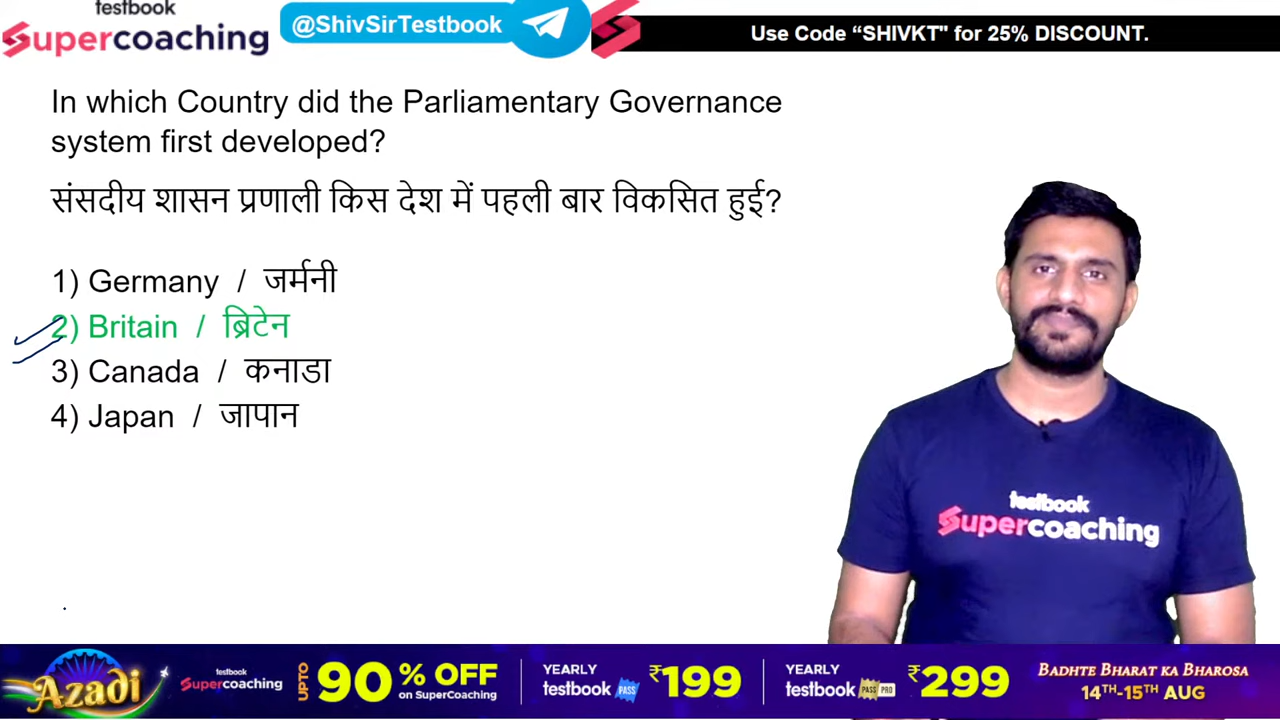 testbook
Supercoaching
@ShivSirTestbook
Use Code “SHIVKT" for 25% DISCOUNT.
In which Country did the Parliamentary Governance
system first developed?
संसदीय शासन प्रणाली किस देश में पहली बार विकसित हुई?
1) Germany / जर्मनी
2) Britain / ब्रिटेन
3) Canada / कनाडा
4) Japan / जापान
testbook
Supercoaching
Azadi
testbook
Supercoaching
UPTO 90% OFF
on SuperCoaching
YEARLY
testbook PASS
₹199
YEARLY
testbook PASS PRO
₹299
BADHTE BHARAT KA BHAROSA
14TH-15TH AUG